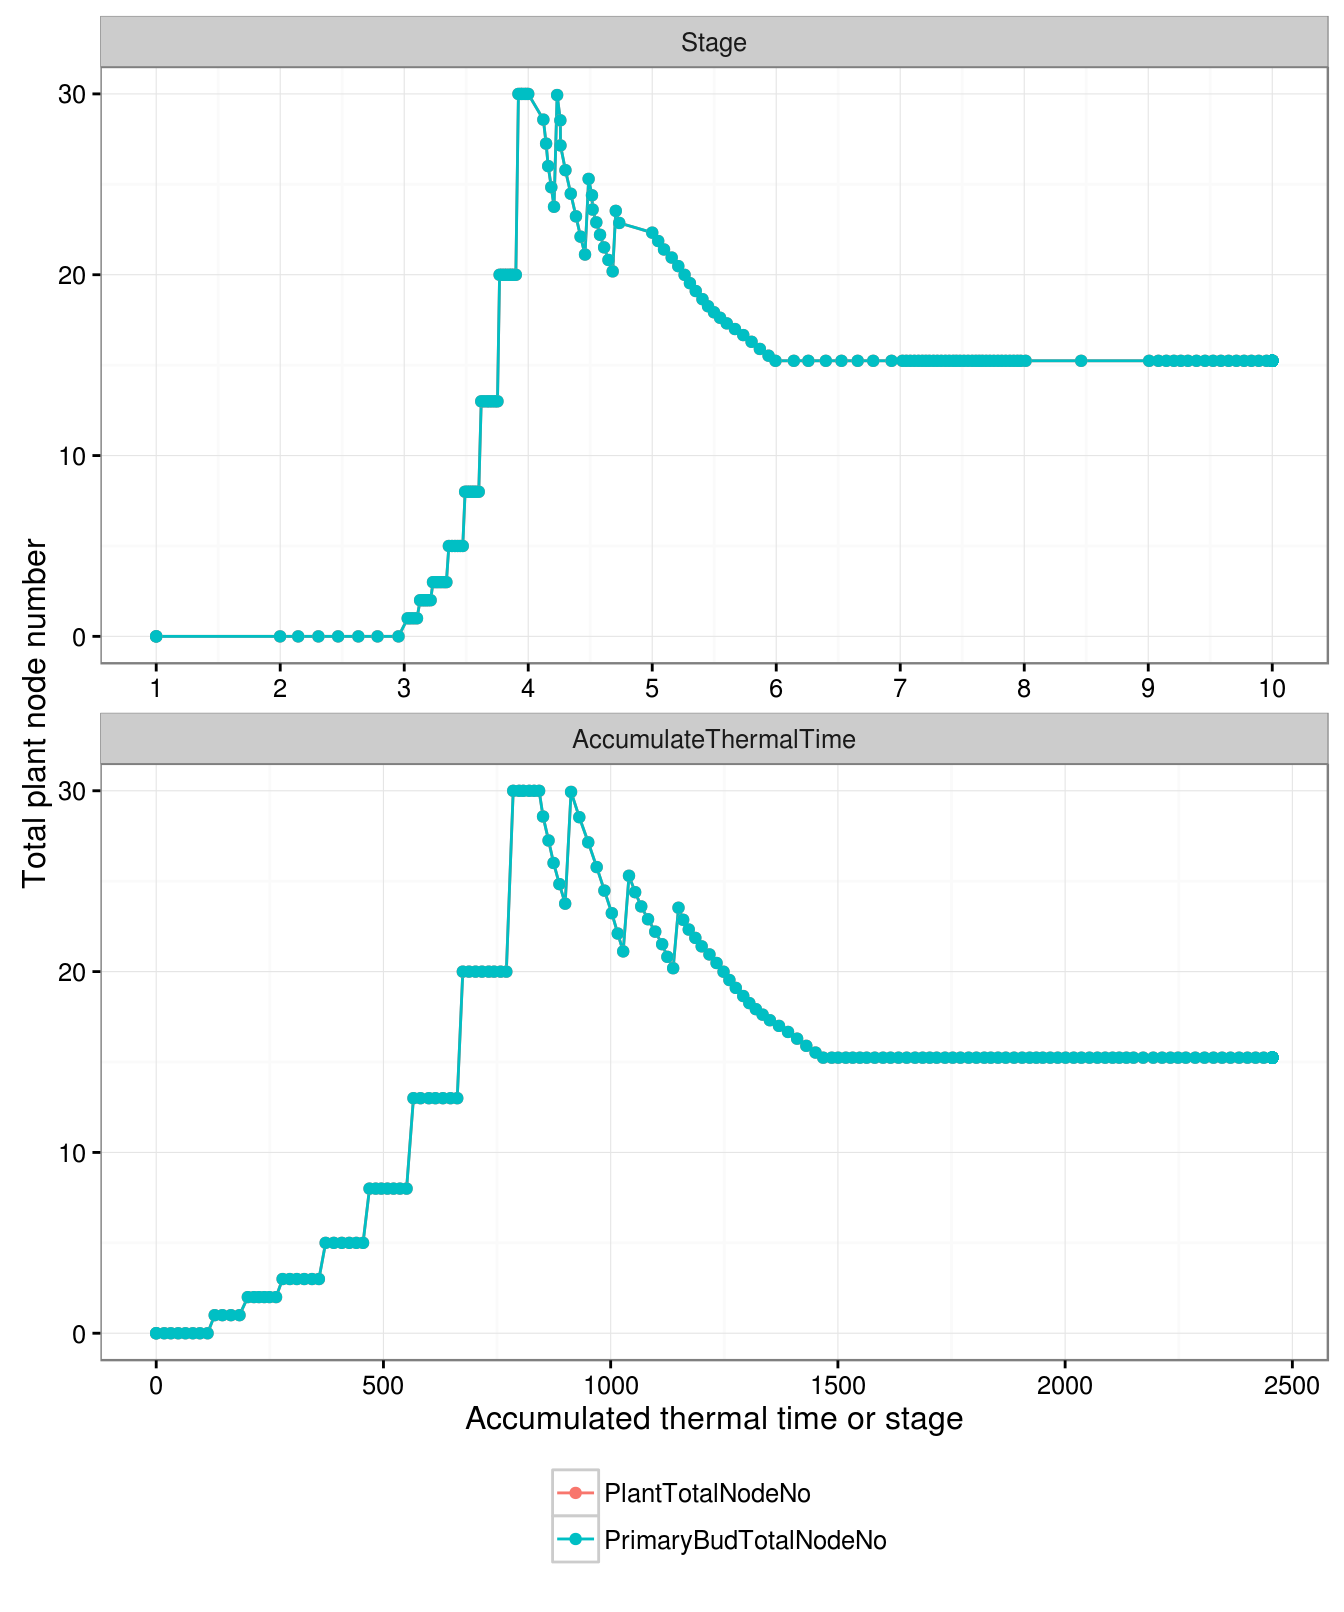 Stage
30
20
10
0
1 2 3 4 5 6 7 8 9 10
Total plant node number
AccumulateThermalTime
30
20
10
0
0 500 1000 1500 2000 2500
Accumulated thermal time or stage
PlantTotalNodeNo
PrimaryBudTotalNodeNo